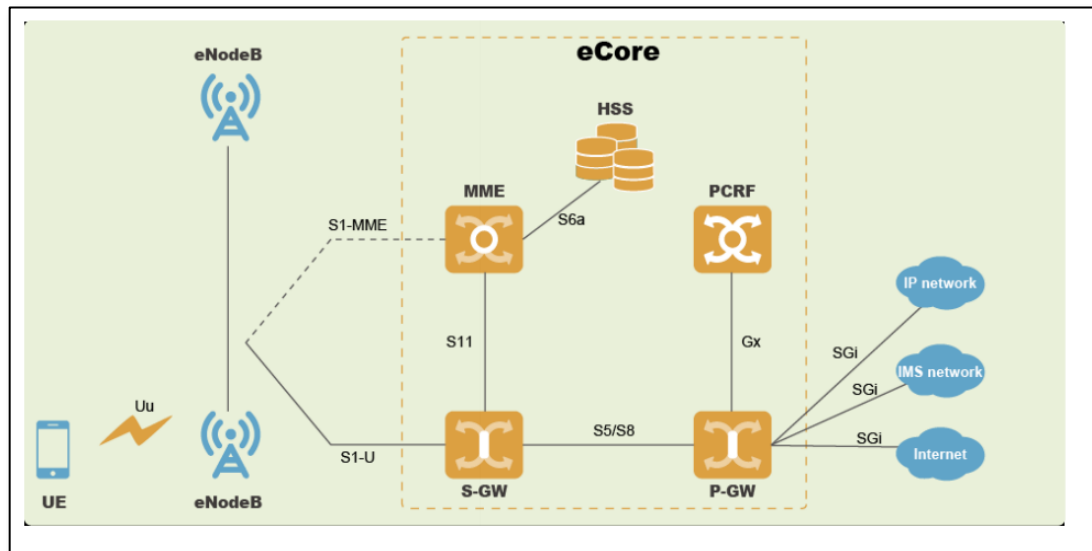 eCore
eNodeB
HSS
MME
PCRF
S1-MME
S6a
IP network
S11
Gx
SGi
IMS network
SGi
Uu
S5/S8
SGi
S1-U
Internet
UE
eNodeB
S-GW
P-GW